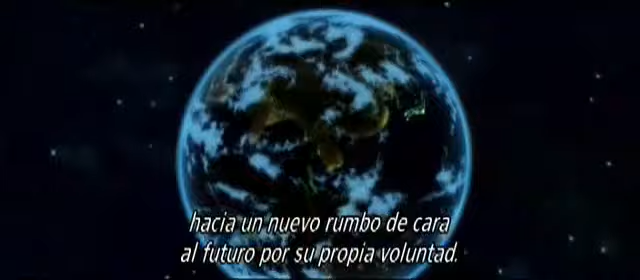 hacia un nuevo rumbo de cara
al futuro por su propia voluntad.